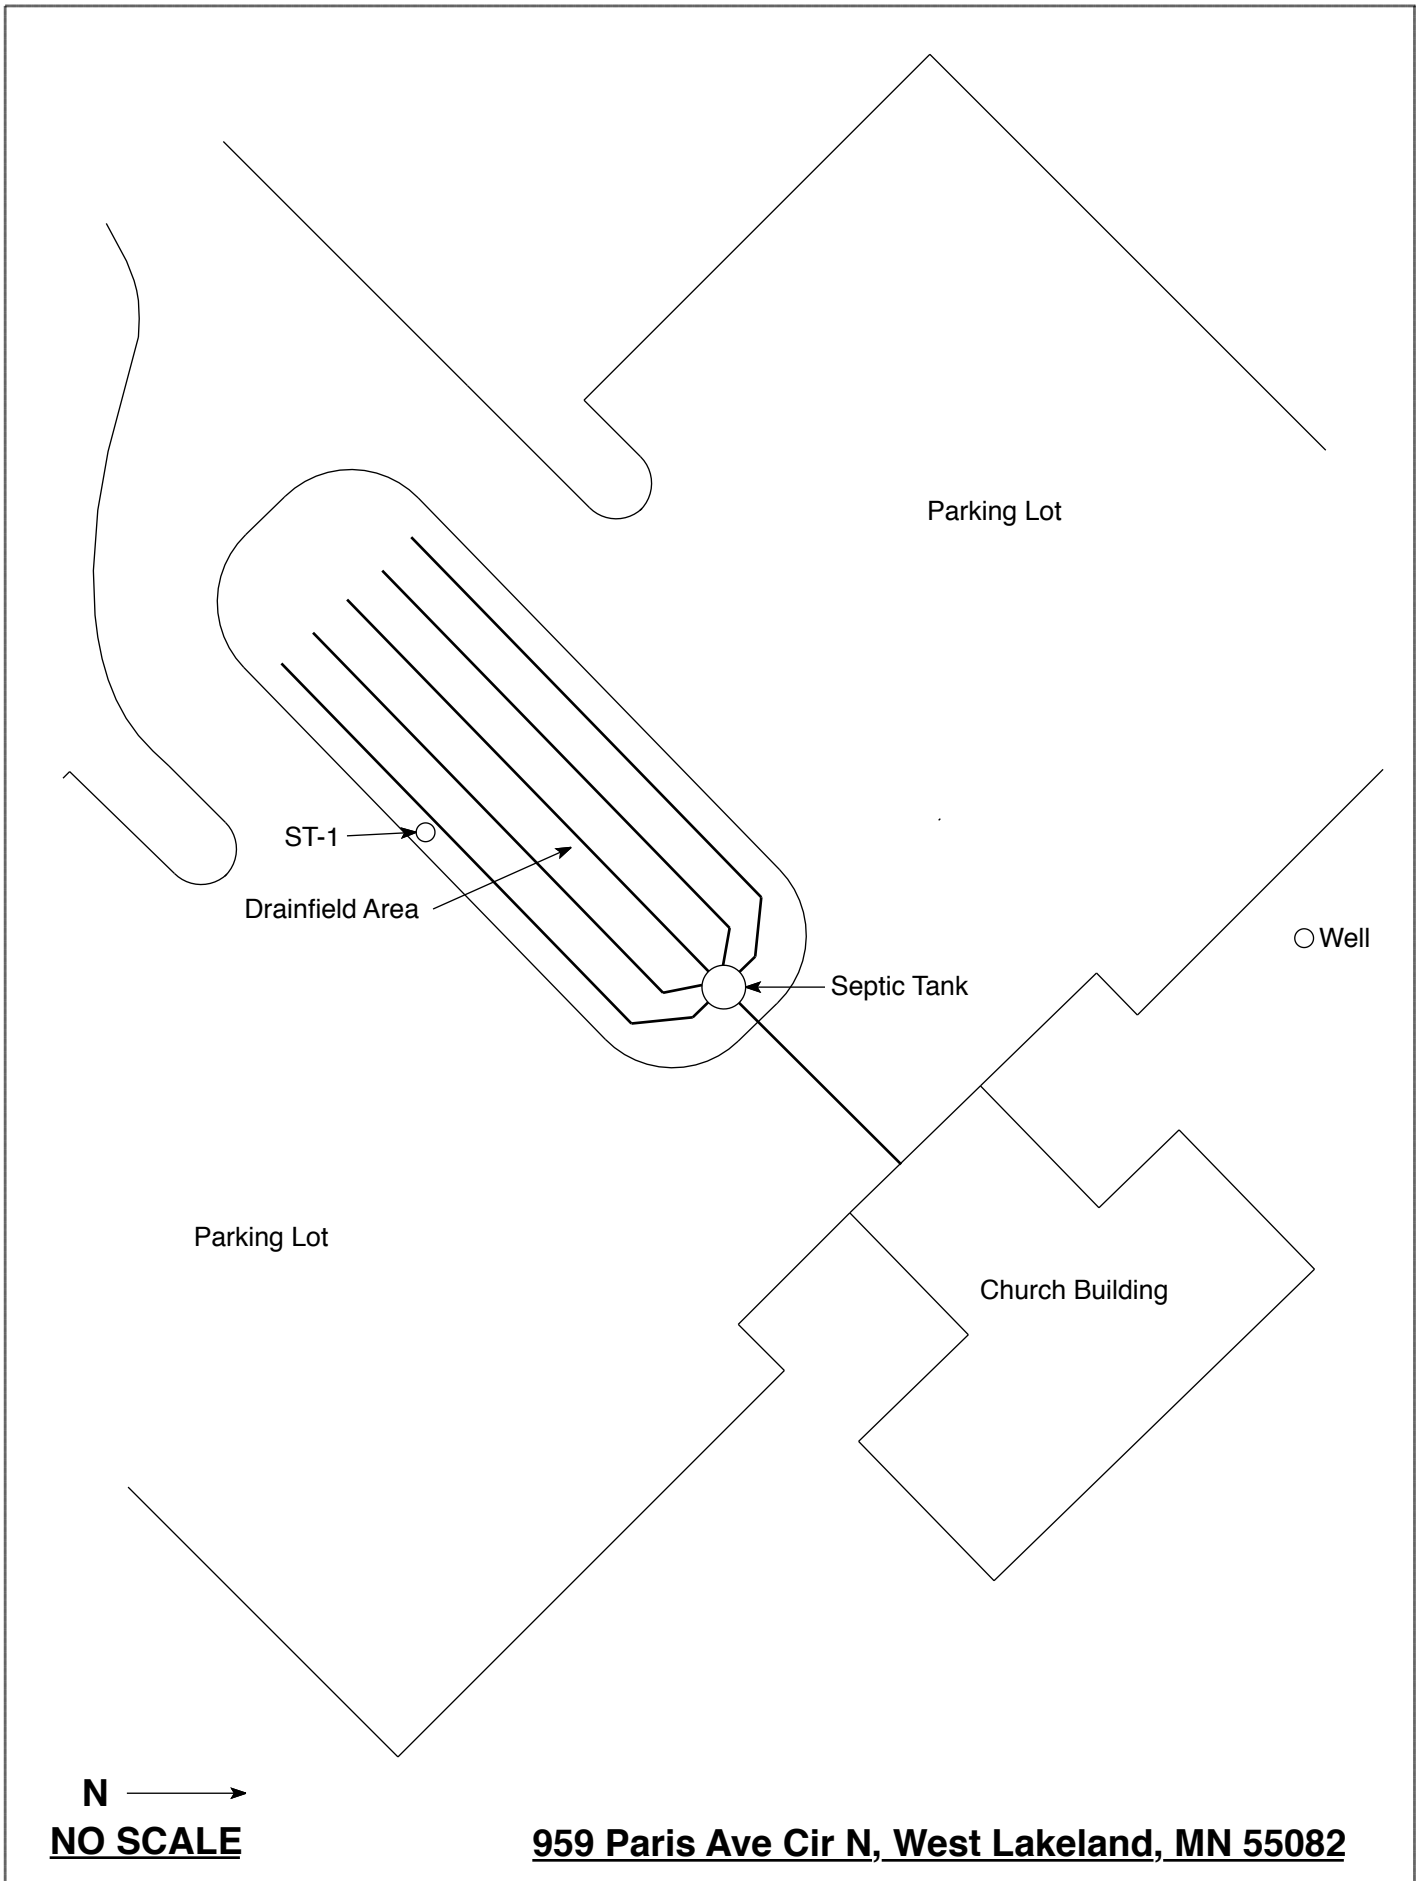 Parking Lot
ST-1
Drainfield Area
Well
Septic Tank
Parking Lot
Church Building
N
NO SCALE
959 Paris Ave Cir N, West Lakeland, MN 55082